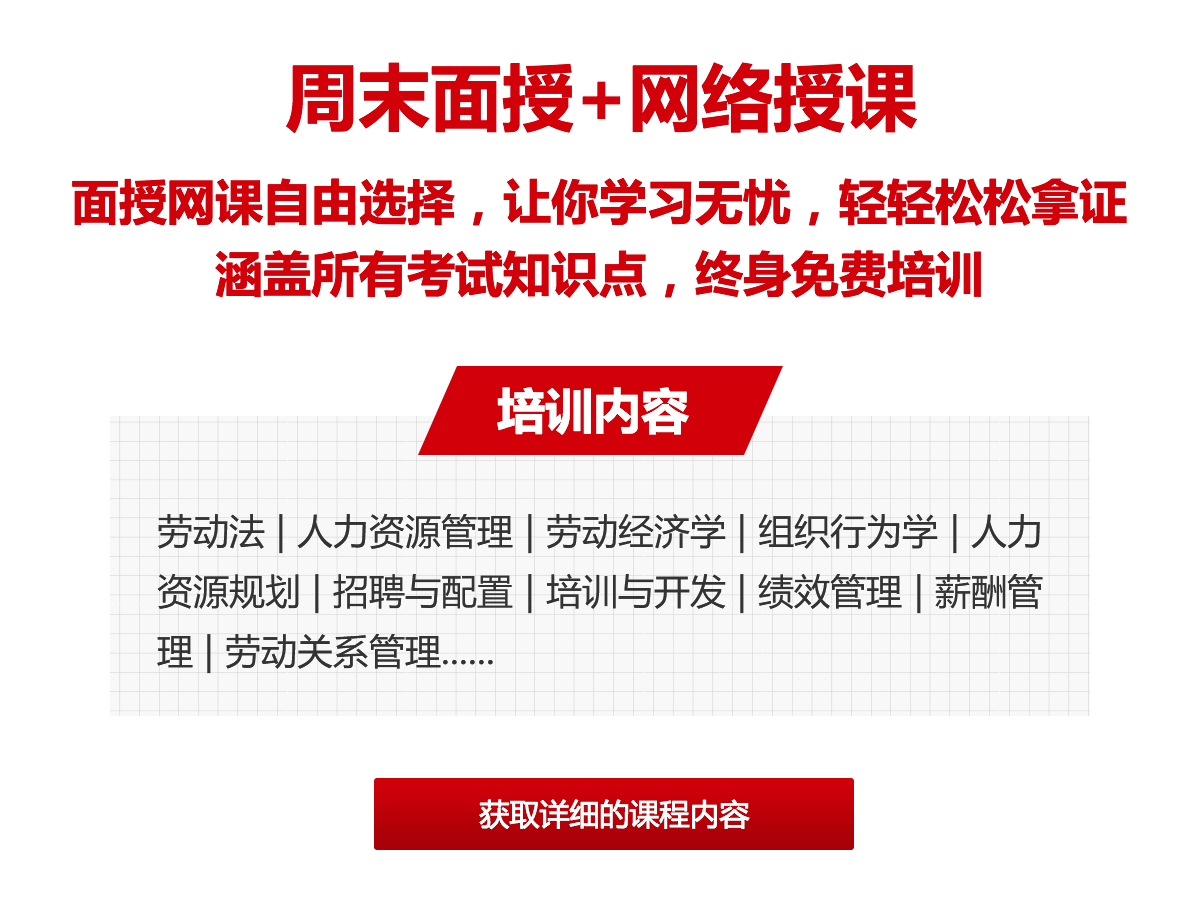 周末面授+网络授课
面授网课自由选择，让你学习无忧，轻轻松松拿证
涵盖所有考试知识点，终身免费培训
培训内容
劳动法 | 人力资源管理 | 劳动经济学 | 组织行为学 | 人力
资源规划 | 招聘与配置 | 培训与开发 | 绩效管理 | 薪酬管
理 | 劳动关系管理......
获取详细的课程内容